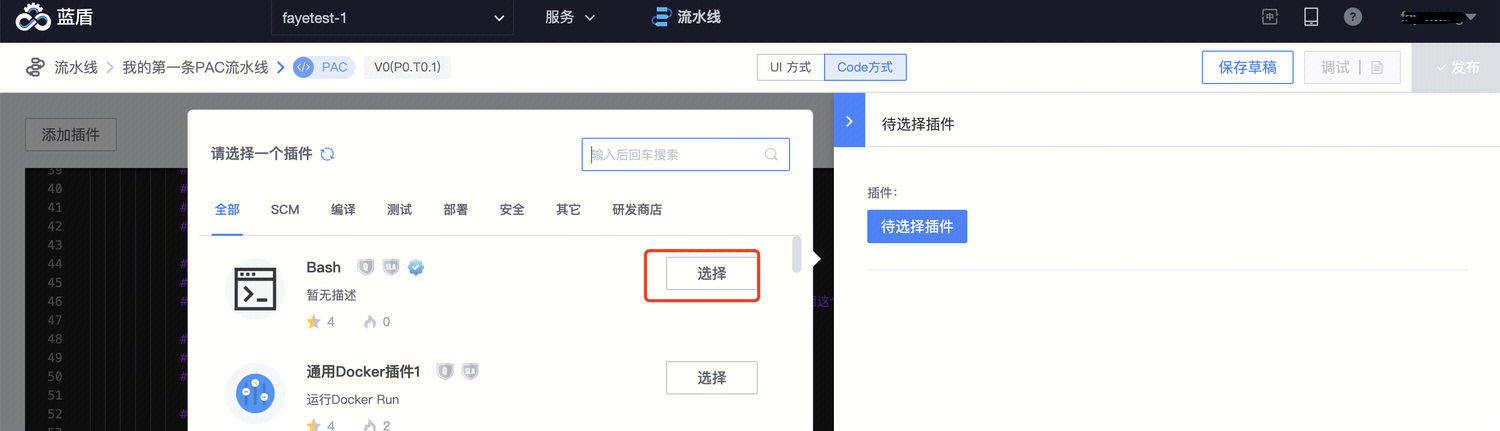 蓝盾 fayetest-1 服务 流水线 中 ?
流水线 我的第一条PAC流水线 </> PAC V0(P0.T0.1) UI 方式 Code方式 保存草稿 调试 发布
添加插件
请选择一个插件 输入后回车搜索
全部 SCM 编译 测试 部署 安全 其它 研发商店
Bash Q SLA
暂无描述
4 0
选择
通用Docker插件1 Q SLA
运行Docker Run
4 2
选择
待选择插件
插件:
待选择插件
39 #
40 #
41 #
42 #
43
44 #
45 #
46 #
47
48 #
49 #
50 #
51
52 #